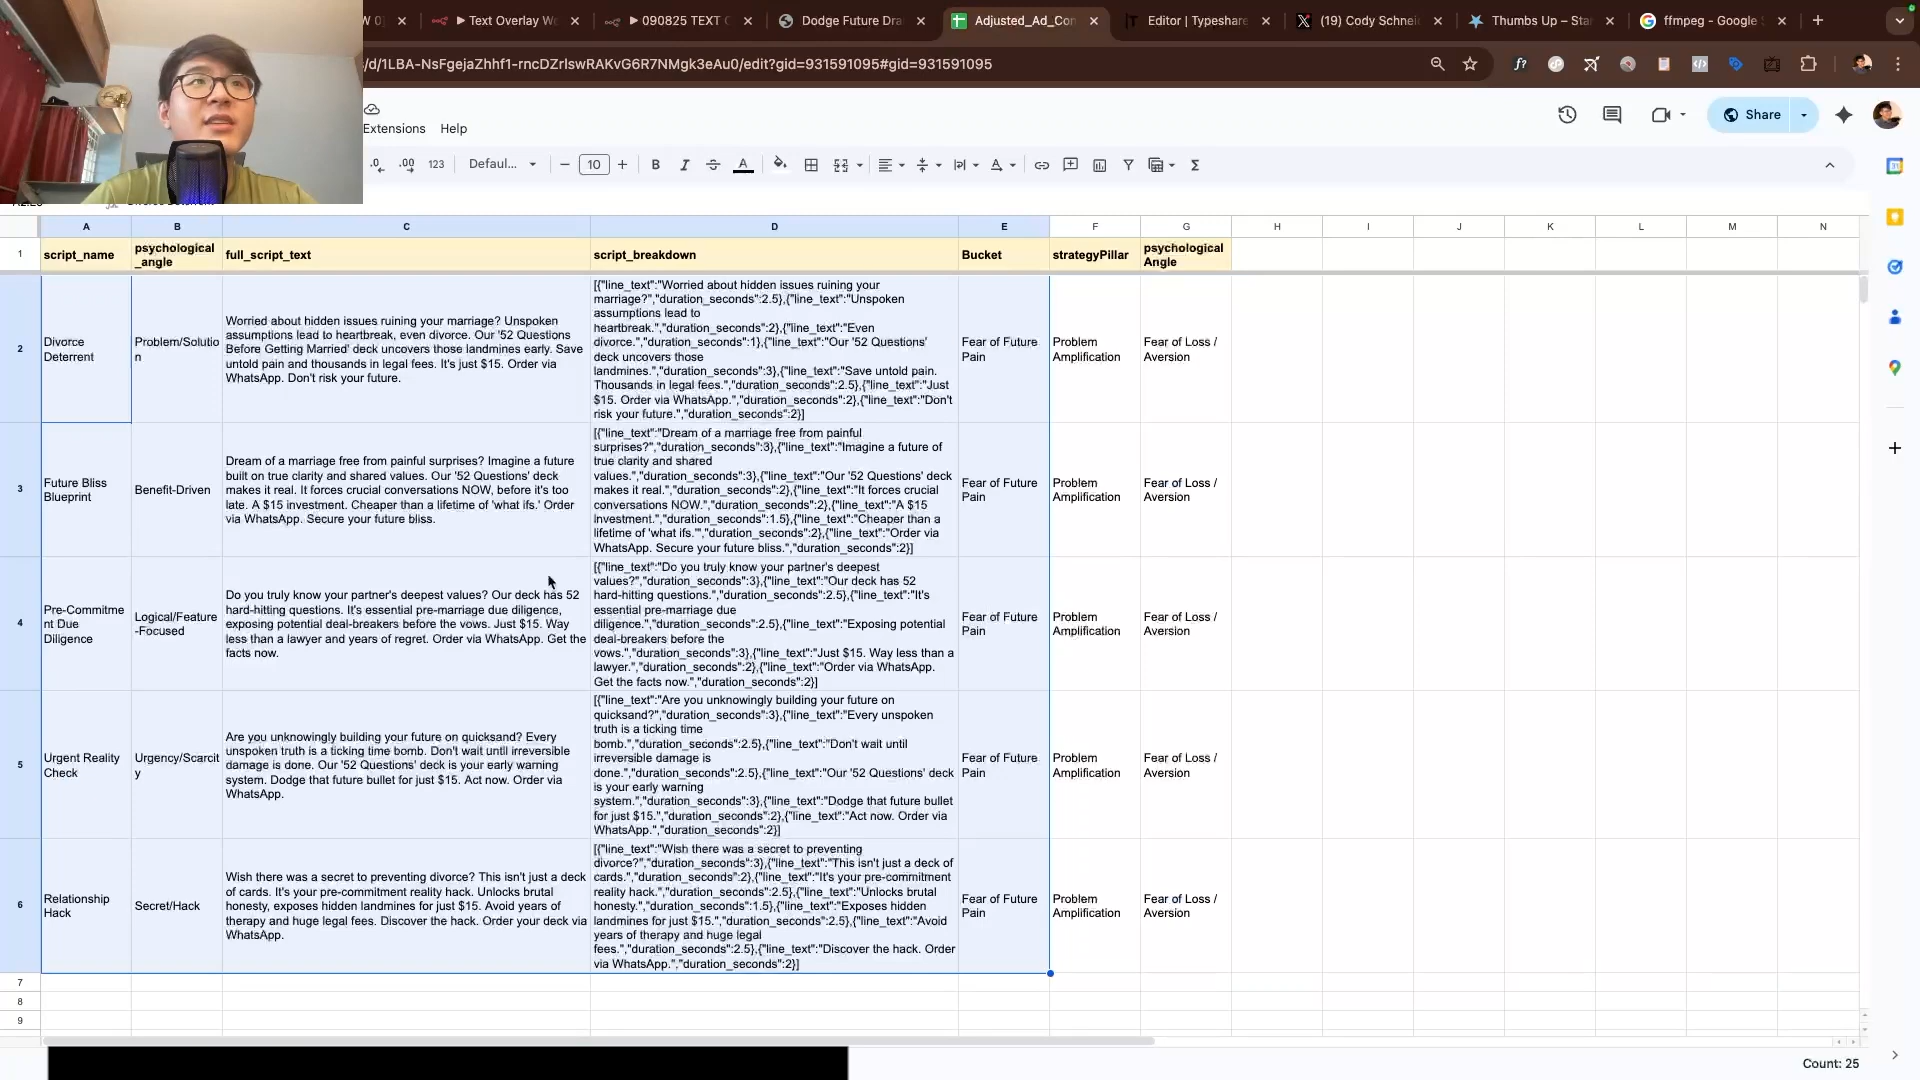 W 0]
▶ Text Overlay Wo
▶ 090825 TEXT O
Dodge Future Dra
Adjusted_Ad_Con
Editor | Typeshare
(19) Cody Schnei
Thumbs Up – Sta
ffmpeg - Google S
/d/1LBA-NsFgejaZhhf1-rncDZrIswRAKvG6R7NMgk3eAu0/edit?gid=931591095#gid=931591095
Extensions Help
Share
.0 .00 123 Defaul... 10 B I A
A B C D E F G H I J K L M N
1
script_name
psychological
_angle
full_script_text
script_breakdown
Bucket
strategyPillar
psychological
Angle
2
Divorce
Deterrent
Problem/Solutio
n
Worried about hidden issues ruining your marriage? Unspoken
assumptions lead to heartbreak, even divorce. Our '52 Questions
Before Getting Married' deck uncovers those landmines early. Save
untold pain and thousands in legal fees. It's just $15. Order via
WhatsApp. Don't risk your future.
[{"line_text":"Worried about hidden issues ruining your
marriage?","duration_seconds":2.5},{"line_text":"Unspoken
assumptions lead to
heartbreak.","duration_seconds":2},{"line_text":"Even
divorce.","duration_seconds":1},{"line_text":"Our '52 Questions'
deck uncovers those
landmines.","duration_seconds":3},{"line_text":"Save untold pain.
Thousands in legal fees.","duration_seconds":2.5},{"line_text":"Just
$15. Order via WhatsApp.","duration_seconds":2},{"line_text":"Don't
risk your future.","duration_seconds":2}]
Fear of Future
Pain
Problem
Amplification
Fear of Loss /
Aversion
3
Future Bliss
Blueprint
Benefit-Driven
Dream of a marriage free from painful surprises? Imagine a future
built on true clarity and shared values. Our '52 Questions' deck
makes it real. It forces crucial conversations NOW, before it's too
late. A $15 investment. Cheaper than a lifetime of 'what ifs.' Order
via WhatsApp. Secure your future bliss.
[{"line_text":"Dream of a marriage free from painful
surprises?","duration_seconds":3},{"line_text":"Imagine a future of
true clarity and shared
values.","duration_seconds":3},{"line_text":"Our '52 Questions' deck
makes it real.","duration_seconds":2},{"line_text":"It forces crucial
conversations NOW.","duration_seconds":2},{"line_text":"A $15
investment.","duration_seconds":1.5},{"line_text":"Cheaper than a
lifetime of 'what ifs.'","duration_seconds":2},{"line_text":"Order via
WhatsApp. Secure your future bliss.","duration_seconds":2}]
Fear of Future
Pain
Problem
Amplification
Fear of Loss /
Aversion
4
Pre-Commitme
nt Due
Diligence
Logical/Feature
-Focused
Do you truly know your partner's deepest values? Our deck has 52
hard-hitting questions. It's essential pre-marriage due diligence,
exposing potential deal-breakers before the vows. Just $15. Way
less than a lawyer and years of regret. Order via WhatsApp. Get the
facts now.
[{"line_text":"Do you truly know your partner's deepest
values?","duration_seconds":3},{"line_text":"Our deck has 52
hard-hitting questions.","duration_seconds":2.5},{"line_text":"It's
essential pre-marriage due
diligence.","duration_seconds":2.5},{"line_text":"Exposing potential
deal-breakers before the
vows.","duration_seconds":3},{"line_text":"Just $15. Way less than a
lawyer.","duration_seconds":2},{"line_text":"Order via WhatsApp.
Get the facts now.","duration_seconds":2}]
Fear of Future
Pain
Problem
Amplification
Fear of Loss /
Aversion
5
Urgent Reality
Check
Urgency/Scarcit
y
Are you unknowingly building your future on quicksand? Every
unspoken truth is a ticking time bomb. Don't wait until irreversible
damage is done. Our '52 Questions' deck is your early warning
system. Dodge that future bullet for just $15. Act now. Order via
WhatsApp.
[{"line_text":"Are you unknowingly building your future on
quicksand?","duration_seconds":3},{"line_text":"Every unspoken
truth is a ticking time
bomb.","duration_seconds":2.5},{"line_text":"Don't wait until
irreversible damage is
done.","duration_seconds":2.5},{"line_text":"Our '52 Questions' deck
is your early warning
system.","duration_seconds":3},{"line_text":"Dodge that future bullet
for just $15.","duration_seconds":2},{"line_text":"Act now. Order via
WhatsApp.","duration_seconds":2}]
Fear of Future
Pain
Problem
Amplification
Fear of Loss /
Aversion
6
Relationship
Hack
Secret/Hack
Wish there was a secret to preventing divorce? This isn't just a deck
of cards. It's your pre-commitment reality hack. Unlocks brutal
honesty, exposes hidden landmines for just $15. Avoid years of
therapy and huge legal fees. Discover the hack. Order your deck via
WhatsApp.
[{"line_text":"Wish there was a secret to preventing
divorce?","duration_seconds":3},{"line_text":"This isn't just a deck of
cards.","duration_seconds":2},{"line_text":"It's your pre-commitment
reality hack.","duration_seconds":2.5},{"line_text":"Unlocks brutal
honesty.","duration_seconds":1.5},{"line_text":"Exposes hidden
landmines for just $15.","duration_seconds":2.5},{"line_text":"Avoid
years of therapy and huge legal
fees.","duration_seconds":2.5},{"line_text":"Discover the hack. Order
via WhatsApp.","duration_seconds":2}]
Fear of Future
Pain
Problem
Amplification
Fear of Loss /
Aversion
7
8
9
Count: 25